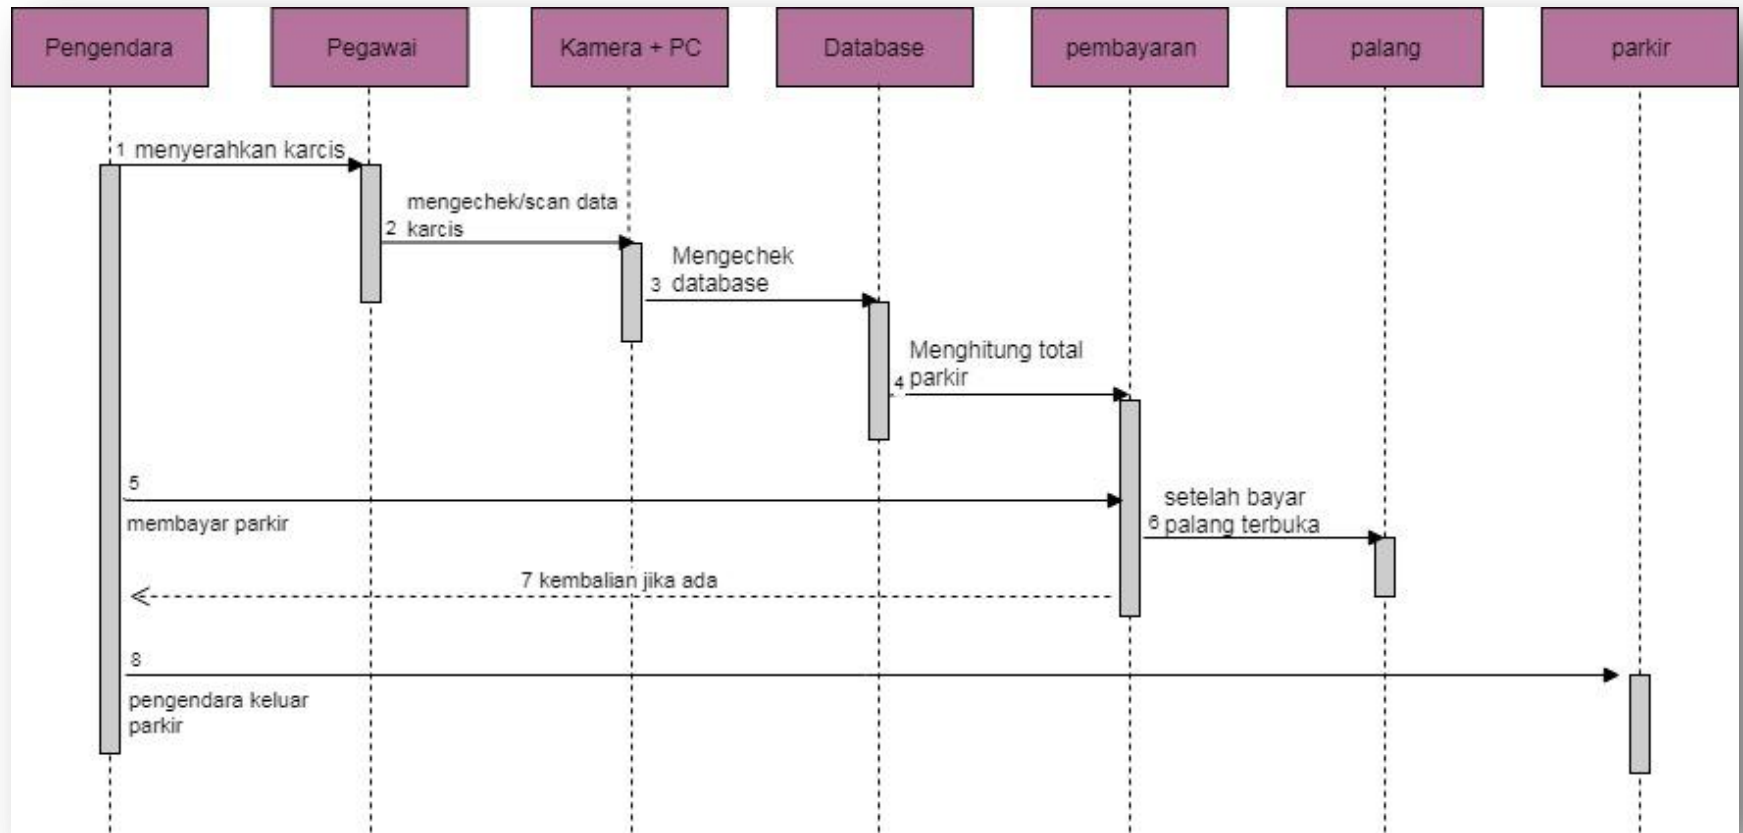 Pengendara
Pegawai
Kamera + PC
Database
pembayaran
palang
parkir
1 menyerahkan karcis
mengechek/scan data
2 karcis
Mengechek
3 database
Menghitung total
4 parkir
5
membayar parkir
setelah bayar
6 palang terbuka
7 kembalian jika ada
8
pengendara keluar
parkir